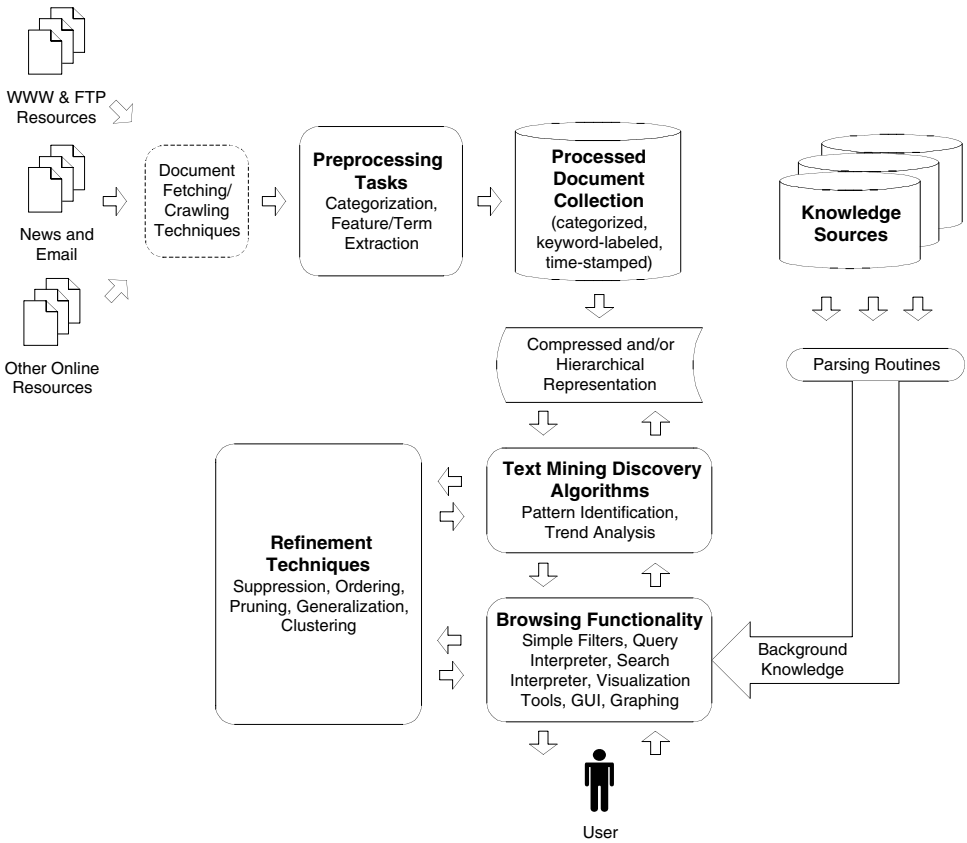 WWW & FTP
Resources
News and
Email
Other Online
Resources
Document
Fetching/
Crawling
Techniques
Preprocessing
Tasks
Categorization,
Feature/Term
Extraction
Processed
Document
Collection
(categorized,
keyword-labeled,
time-stamped)
Knowledge
Sources
Compressed and/or
Hierarchical
Representation
Parsing Routines
Text Mining Discovery
Algorithms
Pattern Identification,
Trend Analysis
Refinement
Techniques
Suppression, Ordering,
Pruning, Generalization,
Clustering
Browsing Functionality
Simple Filters, Query
Interpreter, Search
Interpreter, Visualization
Tools, GUI, Graphing
Background
Knowledge
User